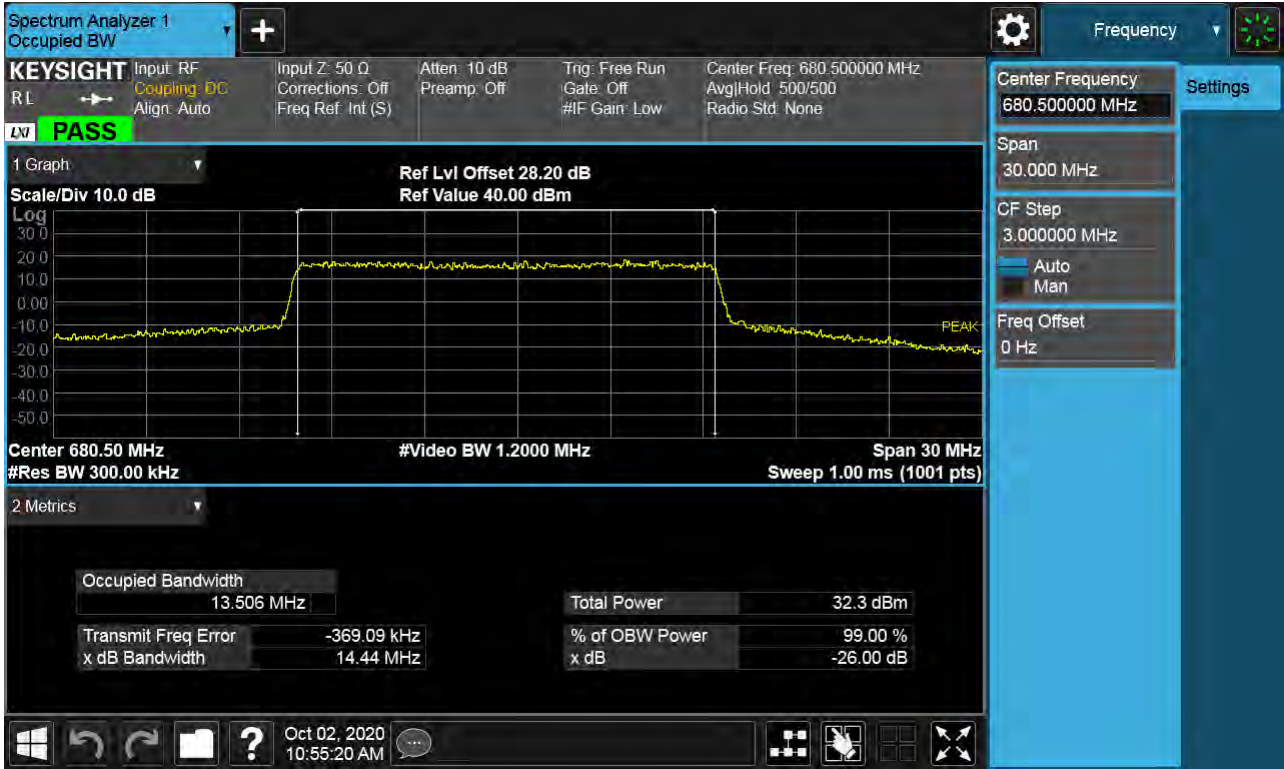 Spectrum Analyzer 1
Occupied BW
+
Frequency
KEYSIGHT
RL
LXI
PASS
Input: RF
Coupling: DC
Align: Auto
Input Z: 50 Ω
Corrections: Off
Freq Ref: Int (S)
Atten: 10 dB
Preamp: Off
Trig: Free Run
Gate: Off
#IF Gain: Low
Center Freq: 680.500000 MHz
Avg|Hold: 500/500
Radio Std: None
Center Frequency
680.500000 MHz
Settings
Span
30.000 MHz
CF Step
3.000000 MHz
Auto
Man
Freq Offset
0 Hz
1 Graph
Scale/Div 10.0 dB
Ref Lvl Offset 28.20 dB
Ref Value 40.00 dBm
Log
30.0
20.0
10.0
0.00
-10.0
-20.0
-30.0
-40.0
-50.0
PEAK
Center 680.50 MHz
#Video BW 1.2000 MHz
Span 30 MHz
#Res BW 300.00 kHz
Sweep 1.00 ms (1001 pts)
2 Metrics
Occupied Bandwidth
13.506 MHz
Total Power 32.3 dBm
Transmit Freq Error -369.09 kHz
% of OBW Power 99.00 %
x dB Bandwidth 14.44 MHz
x dB -26.00 dB
?
Oct 02, 2020
10:55:20 AM